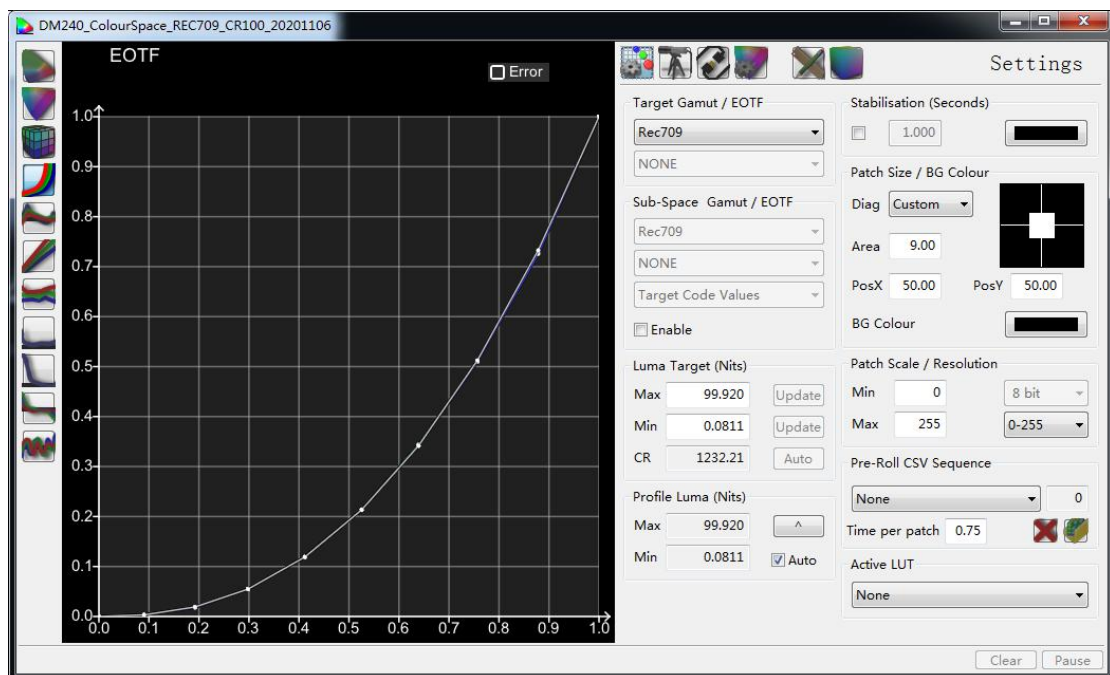 DM240_ColourSpace_REC709_CR100_20201106
EOTF
Error
1.0
0.9
0.8
0.7
0.6
0.5
0.4
0.3
0.2
0.1
0.0
0.0 0.1 0.2 0.3 0.4 0.5 0.6 0.7 0.8 0.9 1.0
Settings
Target Gamut / EOTF
Rec709
NONE
Sub-Space Gamut / EOTF
Rec709
NONE
Target Code Values
Enable
Luma Target (Nits)
Max 99.920 Update
Min 0.0811 Update
CR 1232.21 Auto
Profile Luma (Nits)
Max 99.920 ^
Min 0.0811 Auto
Stabilisation (Seconds)
1.000
Patch Size / BG Colour
Diag Custom
Area 9.00
PosX 50.00 PosY 50.00
BG Colour
Patch Scale / Resolution
Min 0 8 bit
Max 255 0-255
Pre-Roll CSV Sequence
None 0
Time per patch 0.75
Active LUT
None
Clear Pause